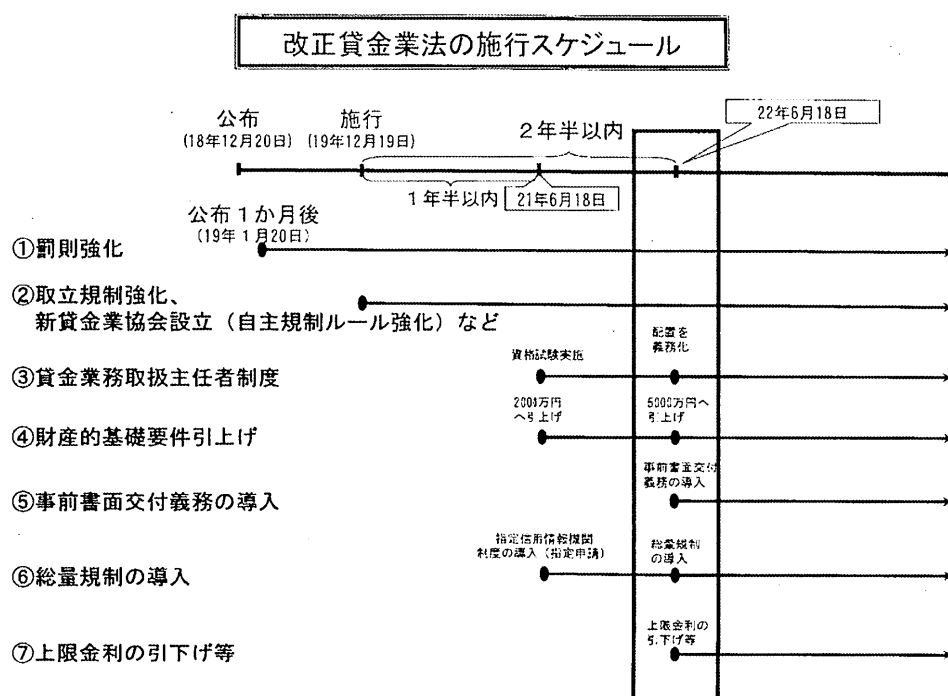 改正貸金業法の施行スケジュール
公布
(18年12月20日)
施行
(19年12月19日)
2年半以内
22年6月18日
1年半以内
21年6月18日
公布1か月後
(19年1月20日)
①罰則強化
②取立規制強化、
新貸金業協会設立（自主規制ルール強化）など
資格試験実施
配置を
義務化
③貸金業務取扱主任者制度
2000万円
へ引上げ
5000万円へ
引上げ
④財産的基礎要件引上げ
事前書面交付
義務の導入
⑤事前書面交付義務の導入
指定信用情報機関
制度の導入（指定申請）
総量規制
の導入
⑥総量規制の導入
上限金利の
引下げ等
⑦上限金利の引下げ等